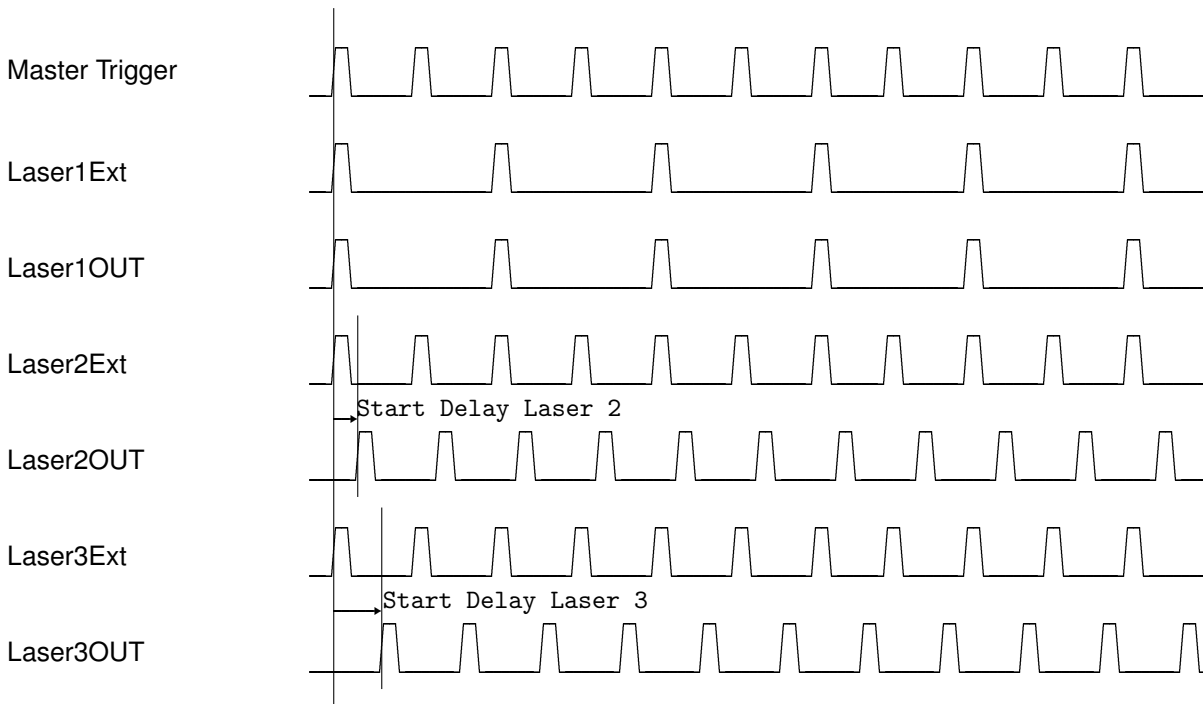 Master Trigger
Laser1Ext
Laser1OUT
Laser2Ext
Start Delay Laser 2
Laser2OUT
Laser3Ext
Start Delay Laser 3
Laser3OUT